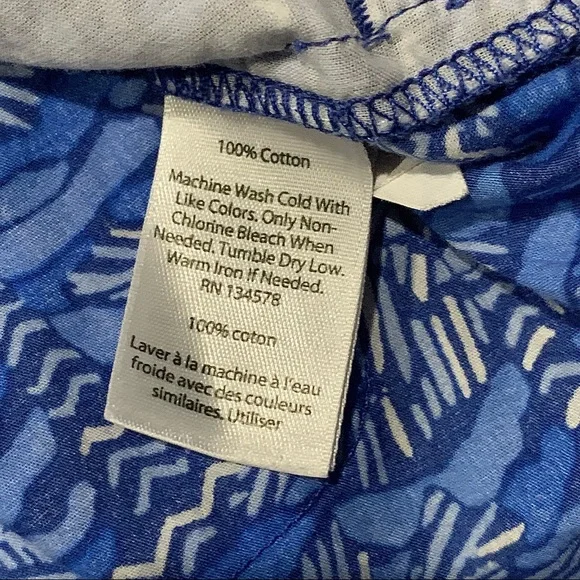 100% Cotton
Machine Wash Cold With
Like Colors. Only Non-
Chlorine Bleach When
Needed. Tumble Dry Low.
Warm Iron If Needed.
RN 134578
100% coton
Laver à la machine à l'eau
froide avec des couleurs
similaires. Utiliser